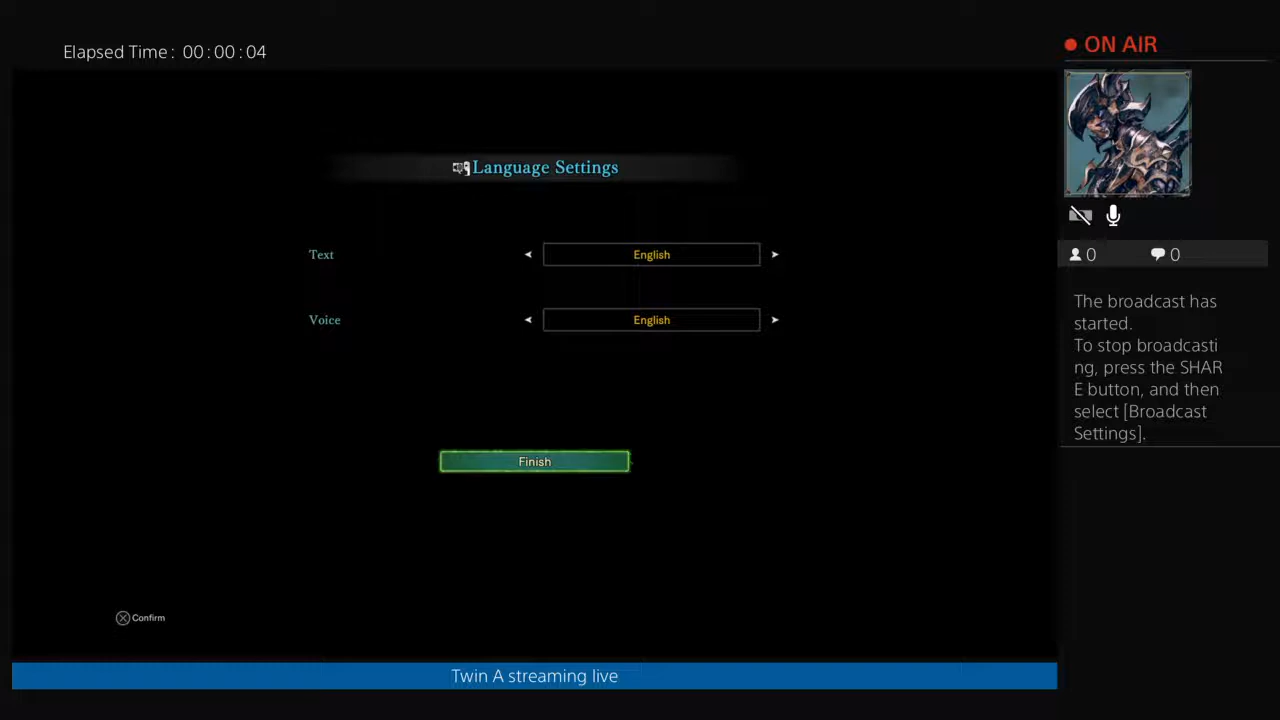 Elapsed Time: 00:00:04
ON AIR
Language Settings
Text
English
Voice
English
Finish
Confirm
0
0
The broadcast has
started.
To stop broadcasti
ng, press the SHAR
E button, and then
select [Broadcast
Settings].
Twin A streaming live